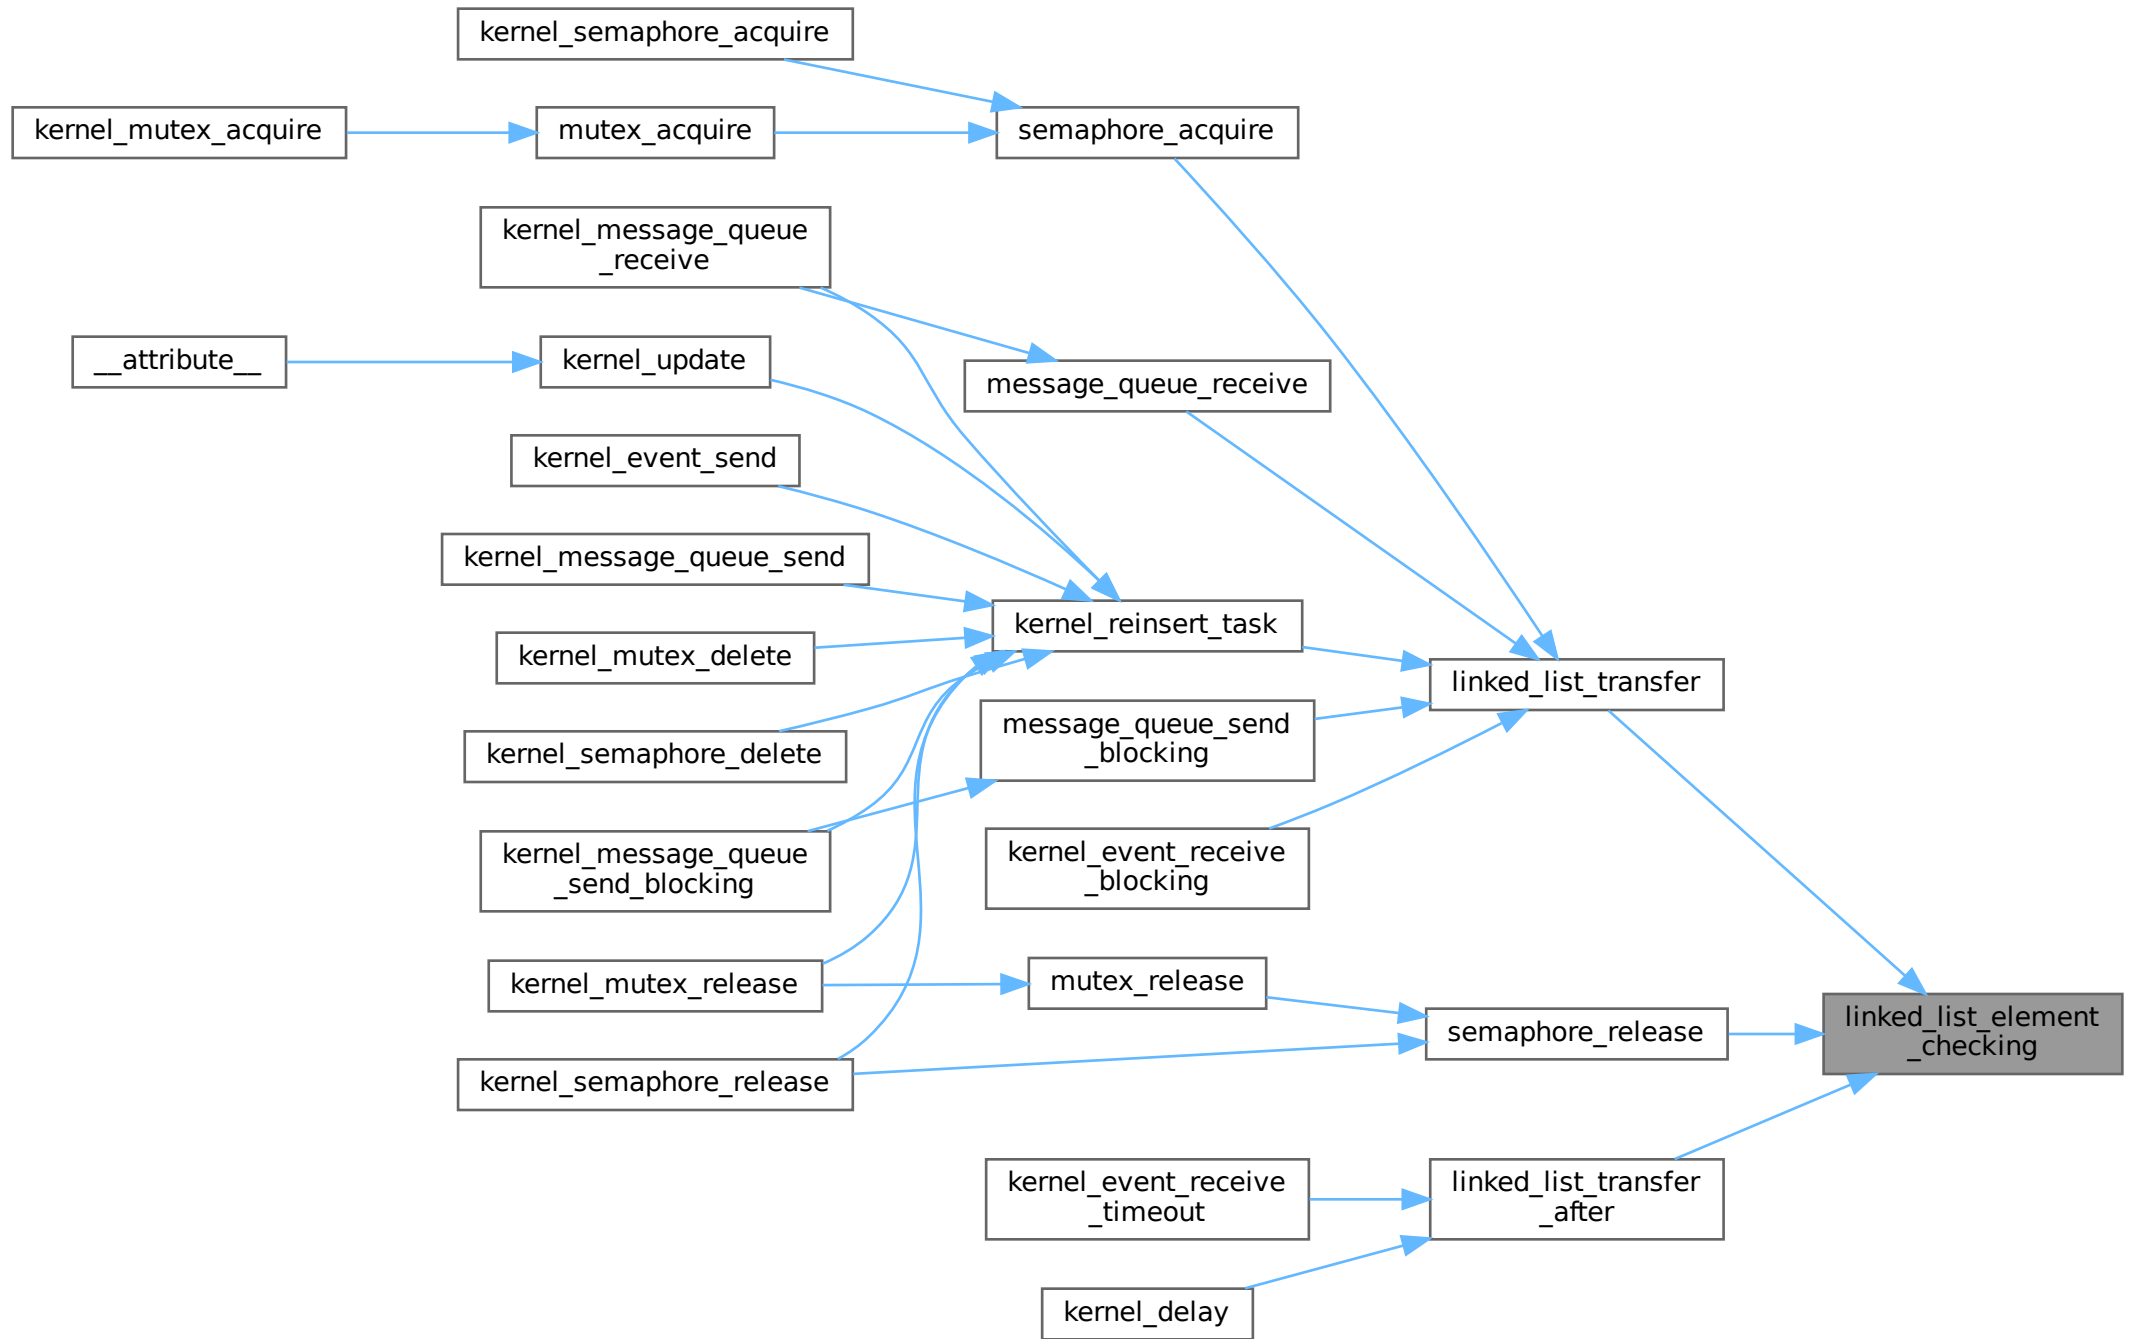 kernel_semaphore_acquire
kernel_mutex_acquire
mutex_acquire
semaphore_acquire
kernel_message_queue
_receive
__attribute__
kernel_update
message_queue_receive
kernel_event_send
kernel_message_queue_send
kernel_reinsert_task
kernel_mutex_delete
linked_list_transfer
kernel_semaphore_delete
message_queue_send
_blocking
kernel_message_queue
_send_blocking
kernel_event_receive
_blocking
kernel_mutex_release
mutex_release
semaphore_release
linked_list_element
_checking
kernel_semaphore_release
kernel_event_receive
_timeout
linked_list_transfer
_after
kernel_delay